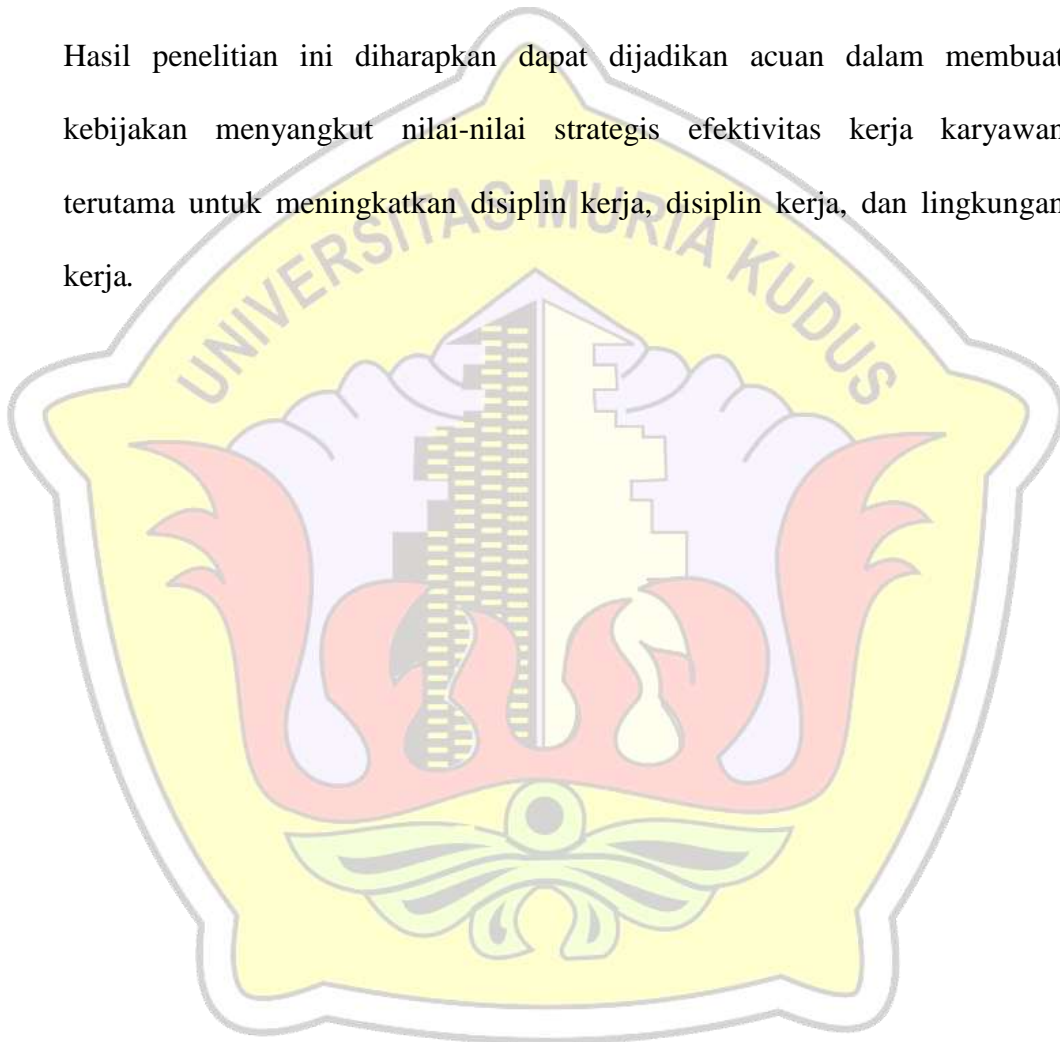 Hasil penelitian ini diharapkan dapat dijadikan acuan dalam membuat
kebijakan menyangkut nilai-nilai strategis efektivitas kerja karyawan
terutama untuk meningkatkan disiplin kerja, disiplin kerja, dan lingkungan
kerja.
UNIVERSITAS MURIA KUDUS